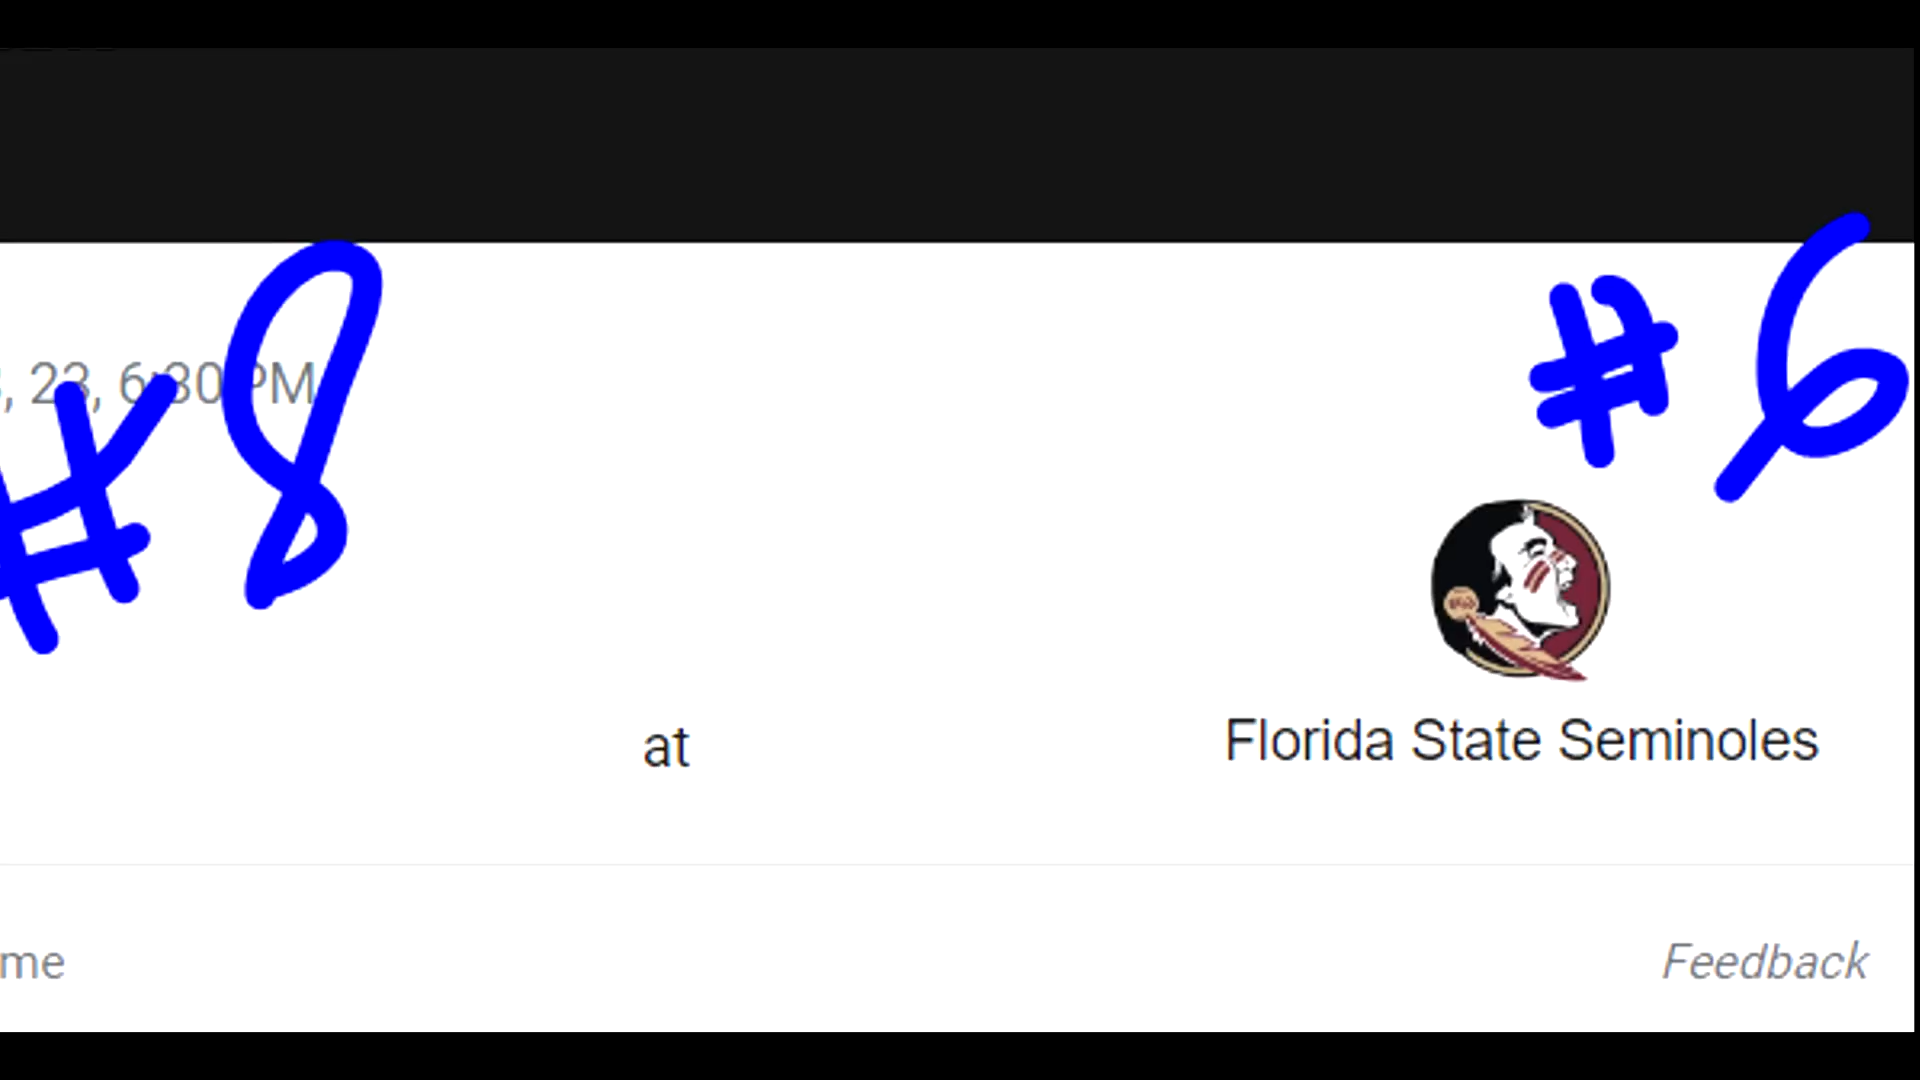 #6
, 23, 6:30 PM
#8
at
Florida State Seminoles
me
Feedback